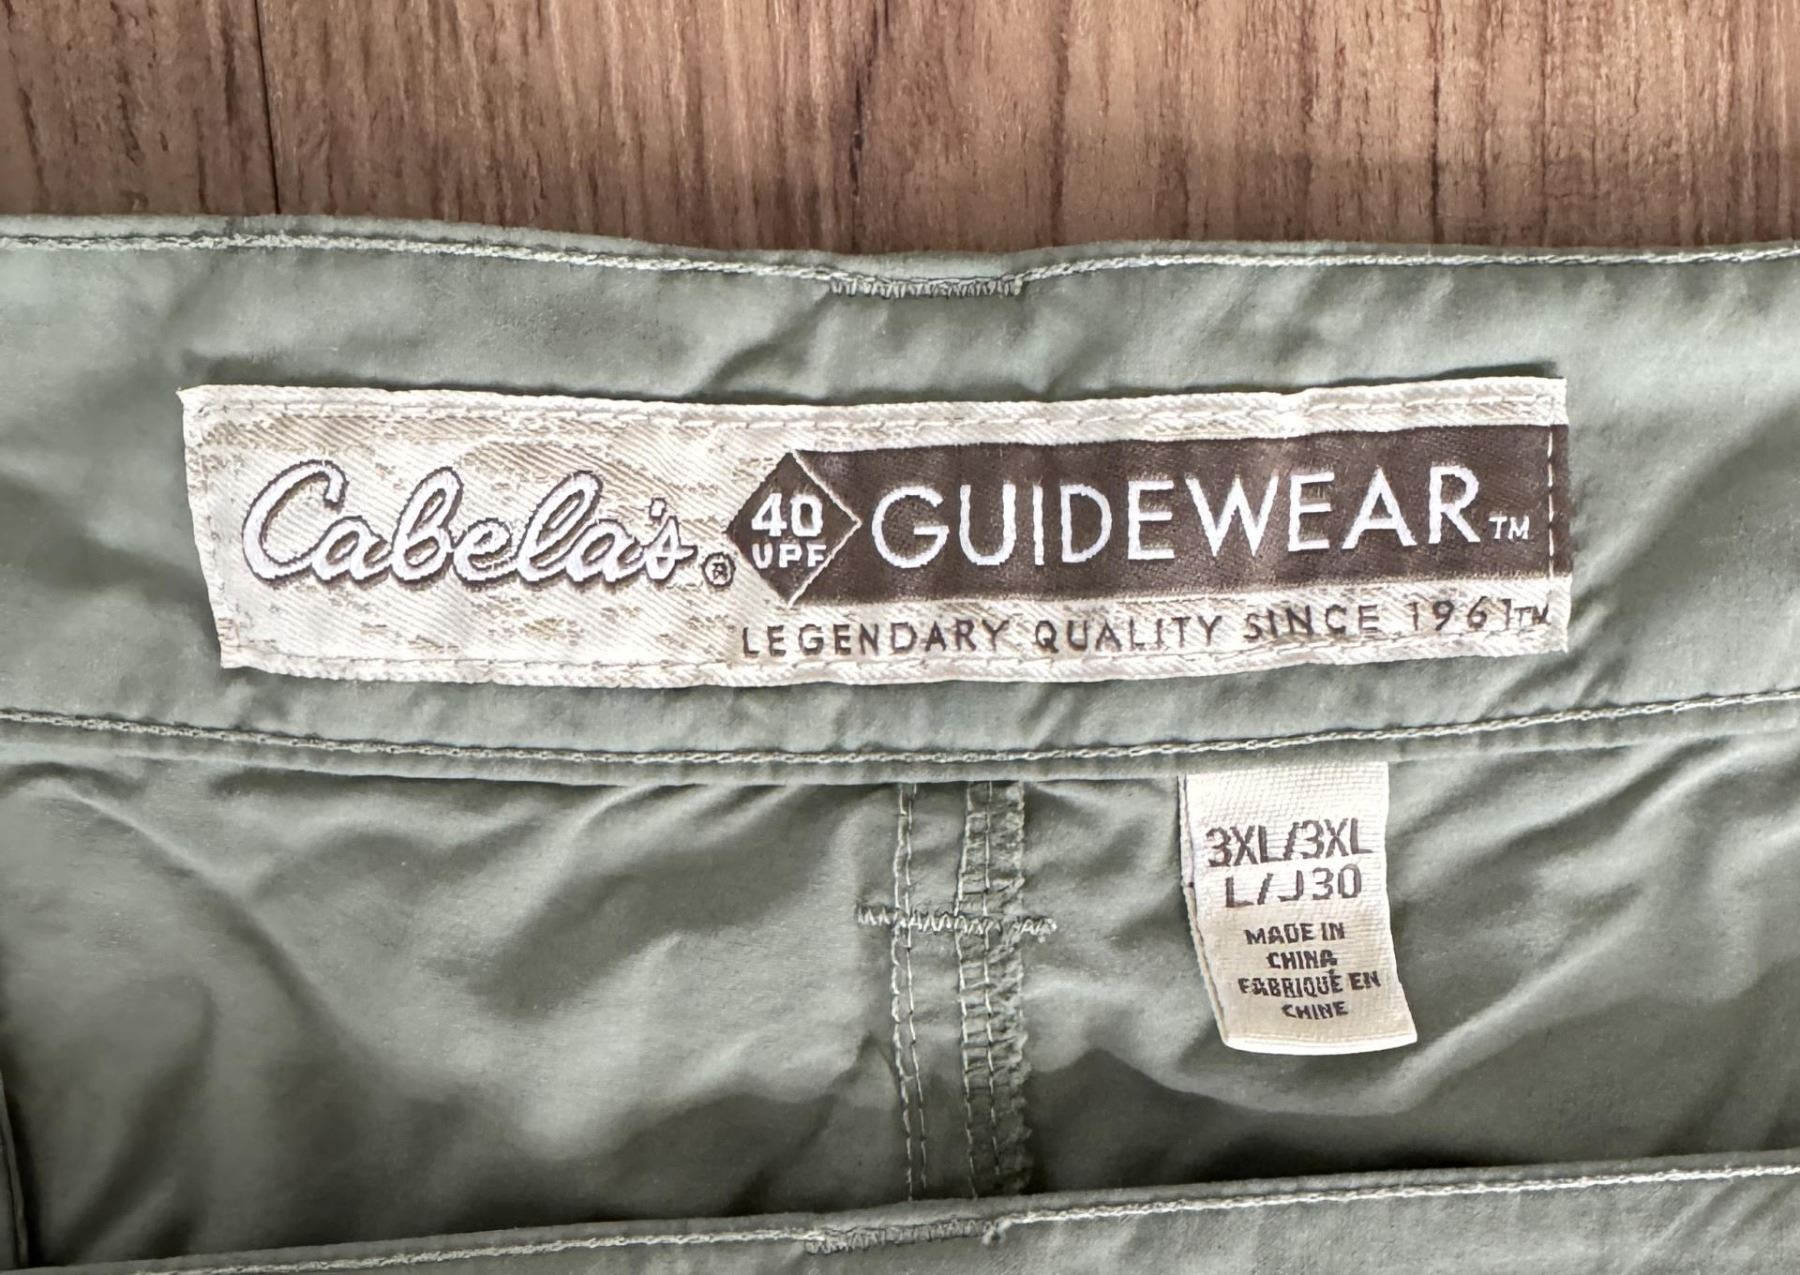 Cabela's®
40
UPF
GUIDEWEAR™
LEGENDARY QUALITY SINCE 1961™
3XL/3XL
L/J30
MADE IN
CHINA
FABRIQUÉ EN
CHINE